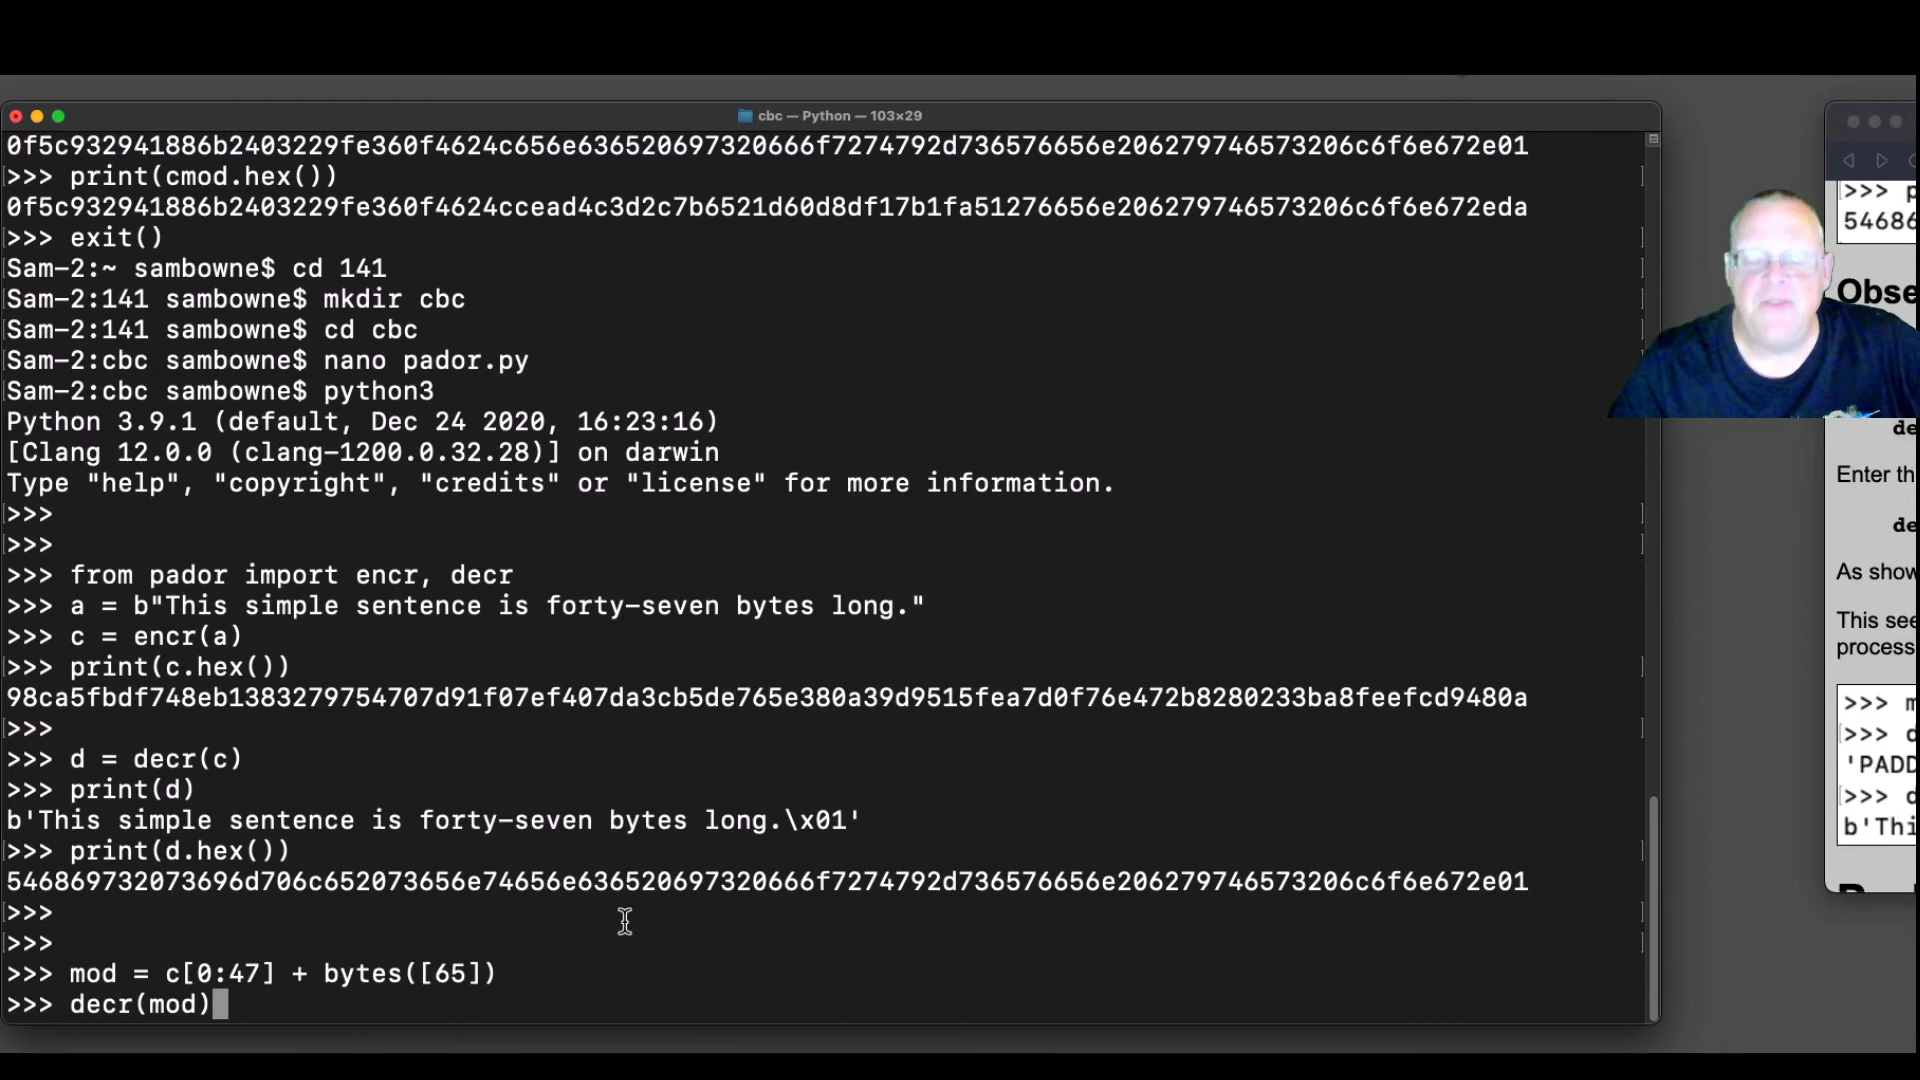 cbc — Python — 103×29
0f5c932941886b2403229fe360f4624c656e636520697320666f7274792d736576656e206279746573206c6f6e672e01
>>> print(cmod.hex())
0f5c932941886b2403229fe360f4624ccead4c3d2c7b6521d60d8df17b1fa51276656e206279746573206c6f6e672eda
>>> exit()
Sam-2:~ sambowne$ cd 141
Sam-2:141 sambowne$ mkdir cbc
Sam-2:141 sambowne$ cd cbc
Sam-2:cbc sambowne$ nano pador.py
Sam-2:cbc sambowne$ python3
Python 3.9.1 (default, Dec 24 2020, 16:23:16)
[Clang 12.0.0 (clang-1200.0.32.28)] on darwin
Type "help", "copyright", "credits" or "license" for more information.
>>>
>>>
>>> from pador import encr, decr
>>> a = b"This simple sentence is forty-seven bytes long."
>>> c = encr(a)
>>> print(c.hex())
98ca5fbdf748eb1383279754707d91f07ef407da3cb5de765e380a39d9515fea7d0f76e472b8280233ba8feefcd9480a
>>>
>>> d = decr(c)
>>> print(d)
b'This simple sentence is forty-seven bytes long.\x01'
>>> print(d.hex())
546869732073696d706c652073656e74656e636520697320666f7274792d736576656e206279746573206c6f6e672e01
>>>
>>>
>>> mod = c[0:47] + bytes([65])
>>> decr(mod)
>>> p
54686
Obse
de
Enter th
de
As show
This see
process
>>> m
>>> d
'PADD
>>> d
b'Thi